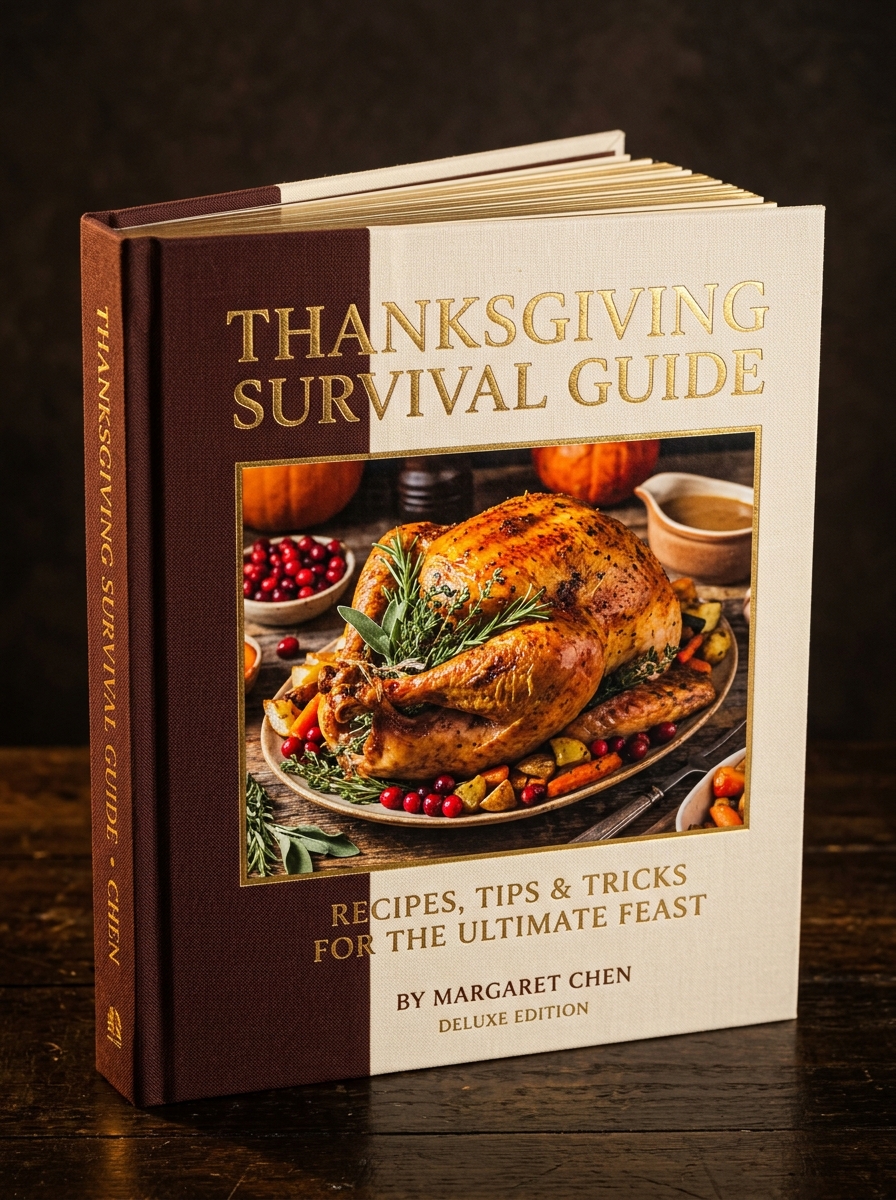 THANKSGIVING
SURVIVAL GUIDE
RECIPES, TIPS & TRICKS
FOR THE ULTIMATE FEAST
BY MARGARET CHEN
DELUXE EDITION
THANKSGIVING SURVIVAL GUIDE • CHEN